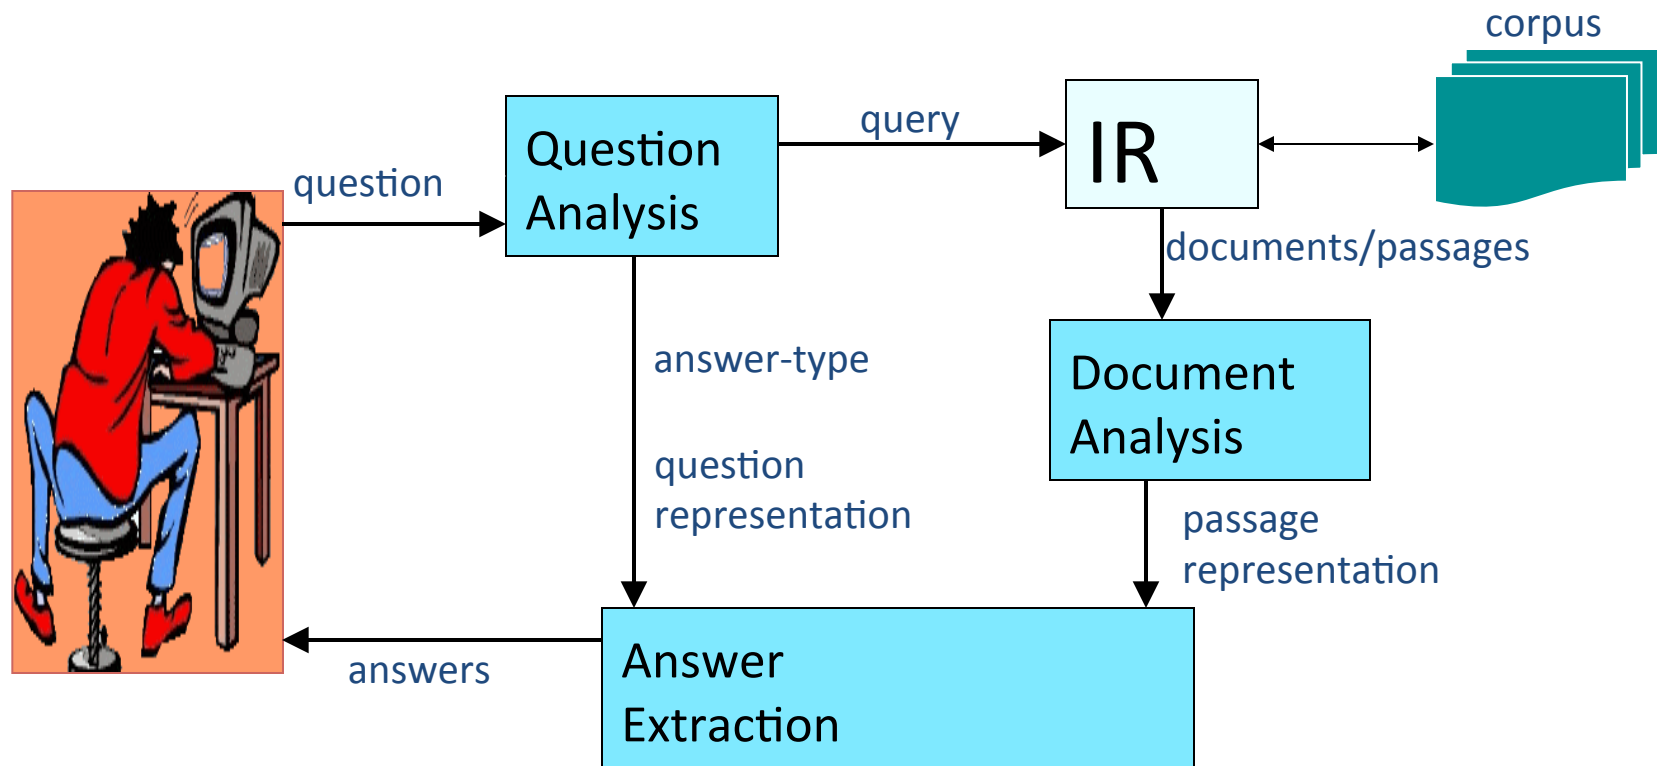 corpus
query
IR
Question
Analysis
question
documents/passages
answer-type
Document
Analysis
question
representation
passage
representation
answers
Answer
Extraction